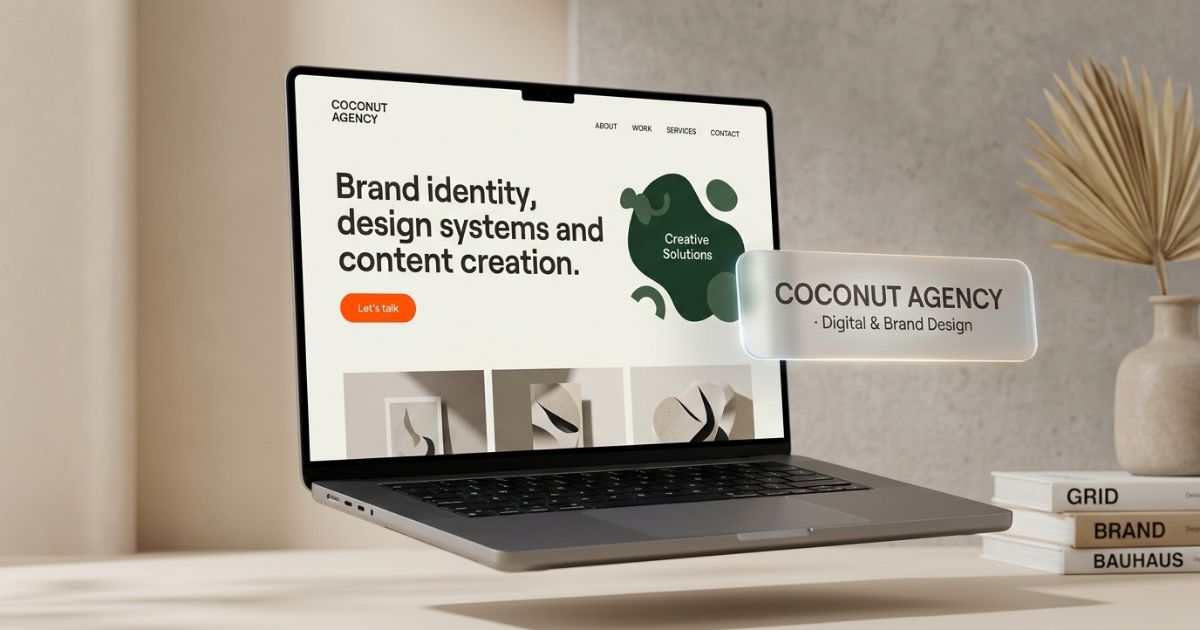 COCONUT
AGENCY
ABOUT WORK SERVICES CONTACT
Brand identity,
design systems and
content creation.
Let's talk
Creative
Solutions
COCONUT AGENCY
· Digital & Brand Design
GRID
BRAND
BAUHAUS